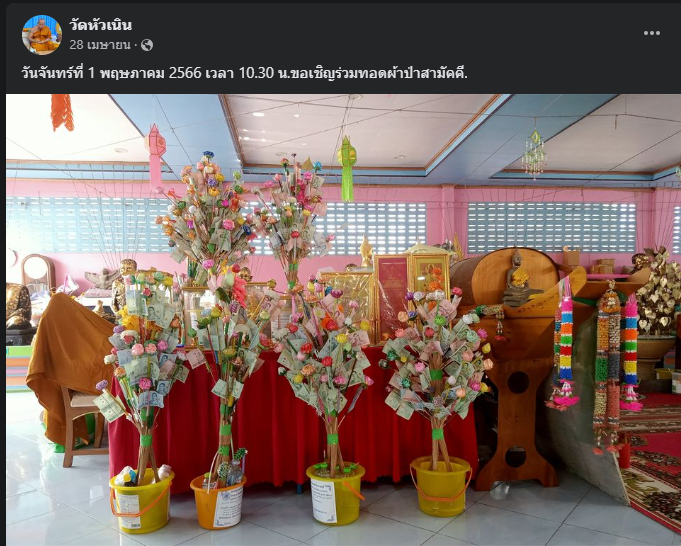 วัดหัวเนิน
28 เมษายน ·
วันจันทร์ที่ 1 พฤษภาคม 2566 เวลา 10.30 น.ขอเชิญร่วมทอดผ้าป่าสามัคคี.